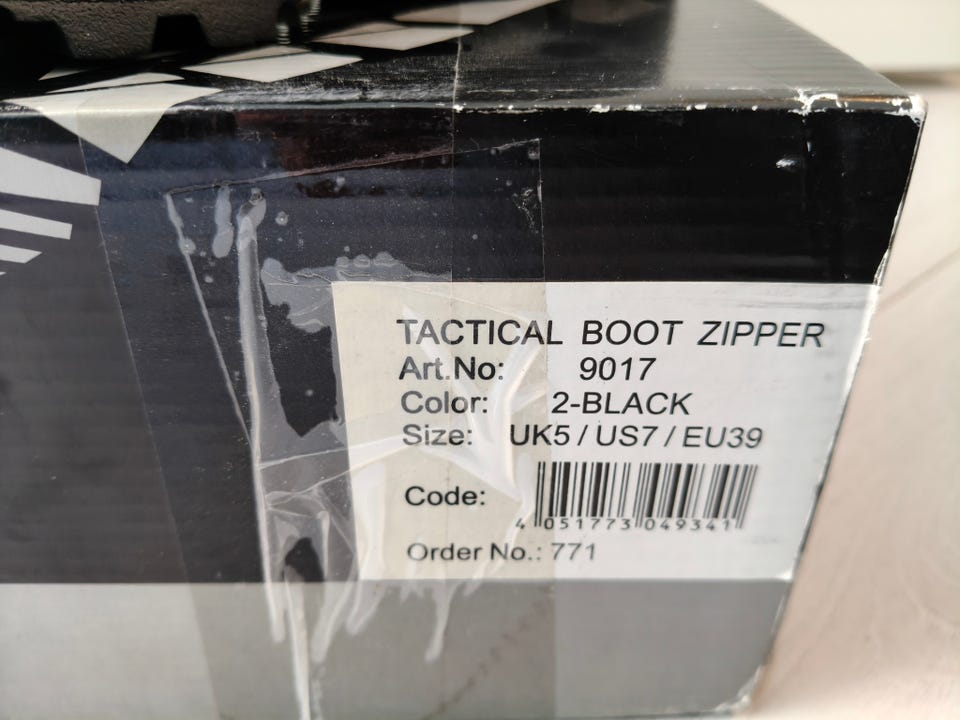 TACTICAL BOOT ZIPPER
Art.No: 9017
Color: 2-BLACK
Size: UK5 / US7 / EU39
Code:
4 051773 049341
Order No.: 771